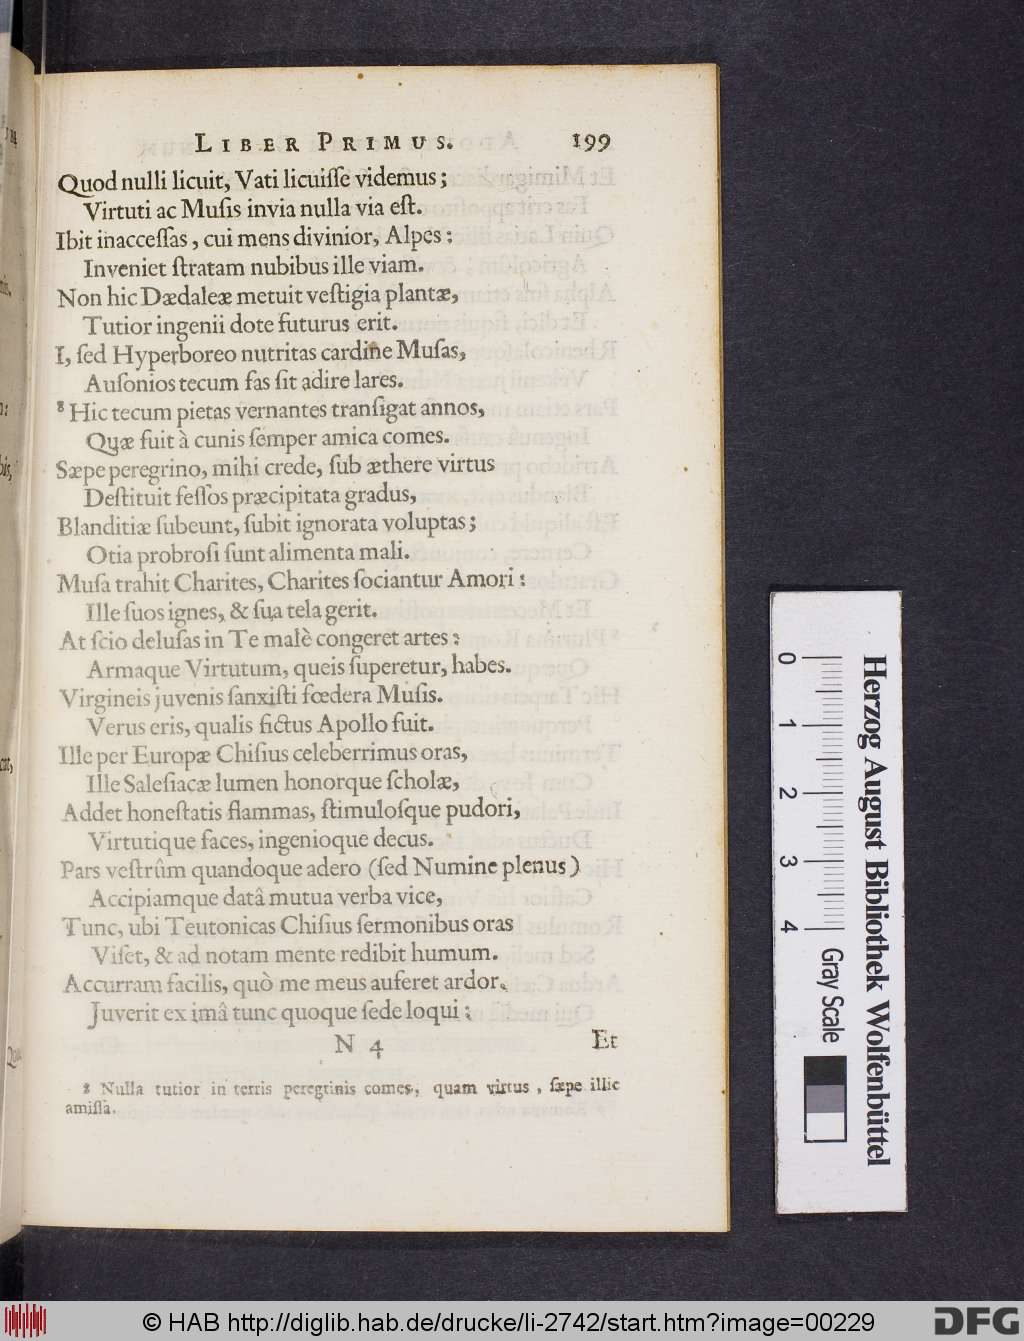 LIBER PRIMUS. 199
Quod nulli licuit, Vati licuiſſe videmus;
Virtuti ac Muſis invia nulla via eſt.
Ibit inacceſſas, cui mens divinior, Alpes:
Inveniet ſtratam nubibus ille viam.
Non hic Dædaleæ metuit veſtigia plantæ,
Tutior ingenii dote futurus erit.
I, ſed Hyperboreo nutritas cardine Muſas,
Auſonios tecum fas ſit adire lares.
⁸ Hic tecum pietas vernantes tranſigat annos,
Quæ fuit à cunis ſemper amica comes.
Sæpe peregrino, mihi crede, ſub æthere virtus
Deſtituit feſſos præcipitata gradus,
Blanditiæ ſubeunt, ſubit ignorata voluptas;
Otia probroſi ſunt alimenta mali.
Muſa trahit Charites, Charites ſociantur Amori:
Ille ſuos ignes, & ſua tela gerit.
At ſcio deluſas in Te malè congeret artes:
Armaque Virtutum, queis ſuperetur, habes.
Virgineis juvenis ſanxiſti fœdera Muſis.
Verus eris, qualis fictus Apollo fuit.
Ille per Europæ Chiſius celeberrimus oras,
Ille Saleſiacæ lumen honorque ſcholæ,
Addet honeſtatis flammas, ſtimuloſque pudori,
Virtutique faces, ingenioque decus.
Pars veſtrûm quandoque adero (ſed Numine plenus)
Accipiamque datâ mutua verba vice,
Tunc, ubi Teutonicas Chiſius ſermonibus oras
Viſet, & ad notam mente redibit humum.
Accurram facilis, quò me meus auferet ardor.
Juverit ex imâ tunc quoque ſede loqui:
N 4 Et
8 Nulla tutior in terris peregrinis comes, quam virtus, ſæpe illic
amiſſa.
0 1 2 3 4
Gray Scale
Herzog August Bibliothek Wolfenbüttel
© HAB http://diglib.hab.de/drucke/li-2742/start.htm?image=00229
DFG